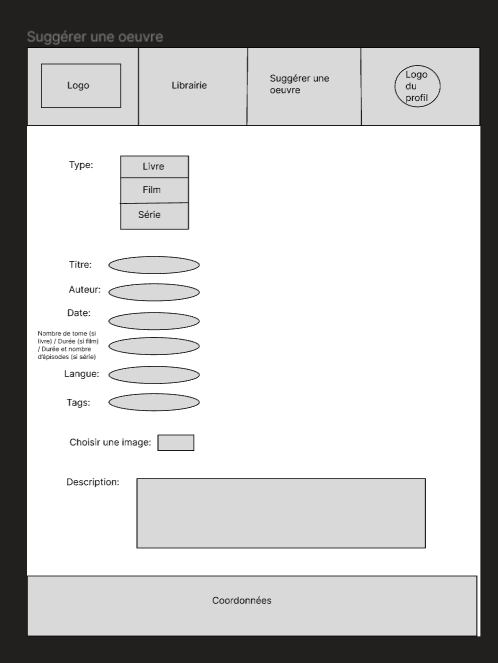 Suggérer une oeuvre
Logo
Librairie
Suggérer une
oeuvre
Logo
du
profil
Type:
Livre
Film
Série
Titre:
Auteur:
Date:
Nombre de tome (si
livre) / Durée (si film)
/ Durée et nombre
d'épisodes (si série)
Langue:
Tags:
Choisir une image:
Description:
Coordonnées